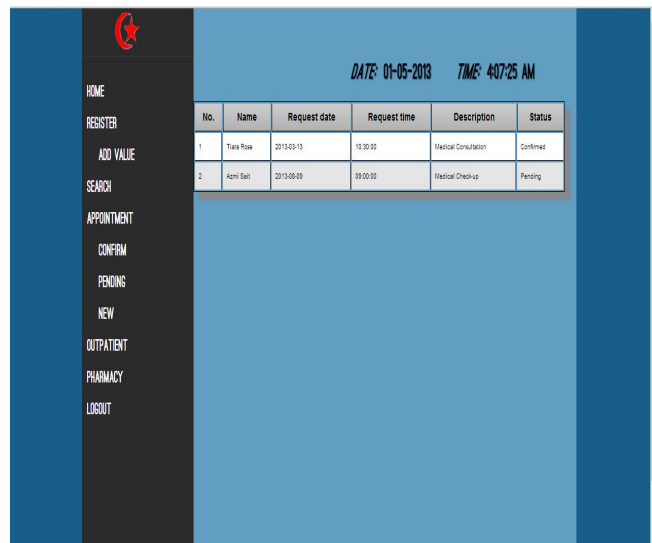 DATE: 01-05-2013 TIME: 4:07:25 AM
HOME
REGISTER
ADD VALUE
SEARCH
APPOINTMENT
CONFIRM
PENDING
NEW
OUTPATIENT
PHARMACY
LOGOUT
No. Name Request date Request time Description Status
1 Tiara Rose 2013-03-13 10:30:00 Medical Consultation Confirmed
2 Azmi Sait 2013-08-09 09:00:00 Medical Check-up Pending